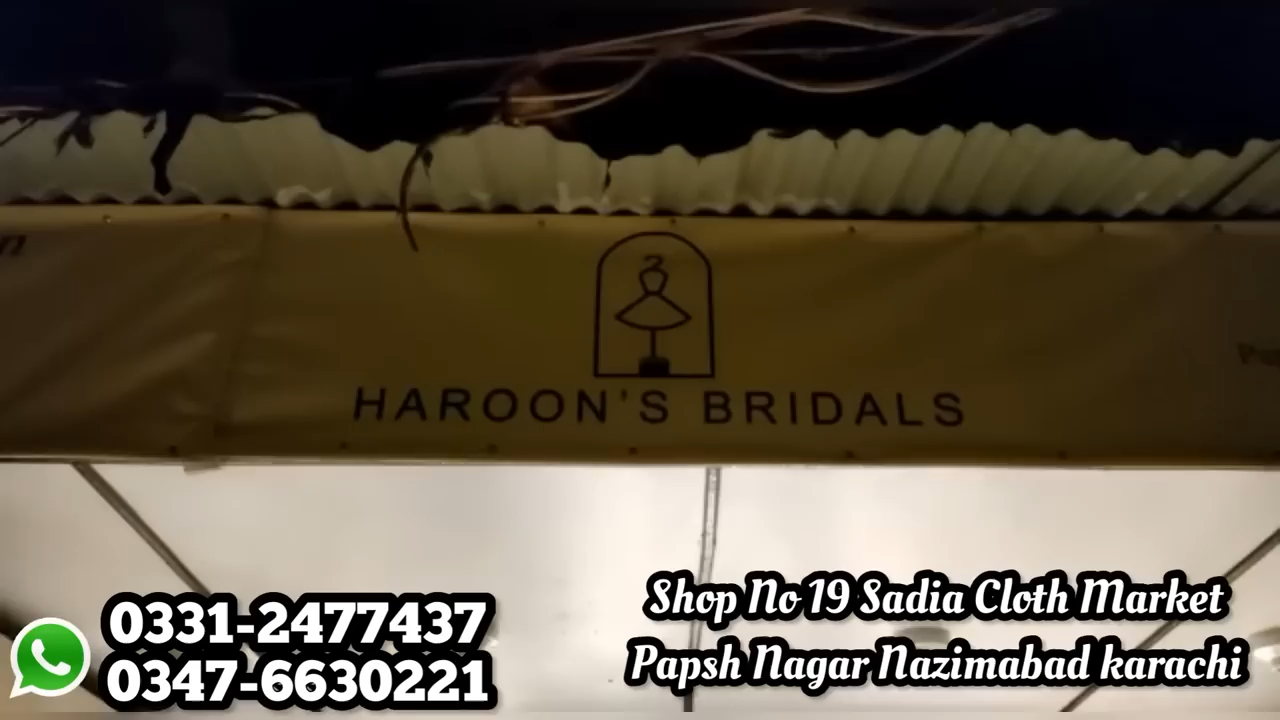 HAROON'S BRIDALS
0331-2477437
0347-6630221
Shop No 19 Sadia Cloth Market
Papsh Nagar Nazimabad karachi